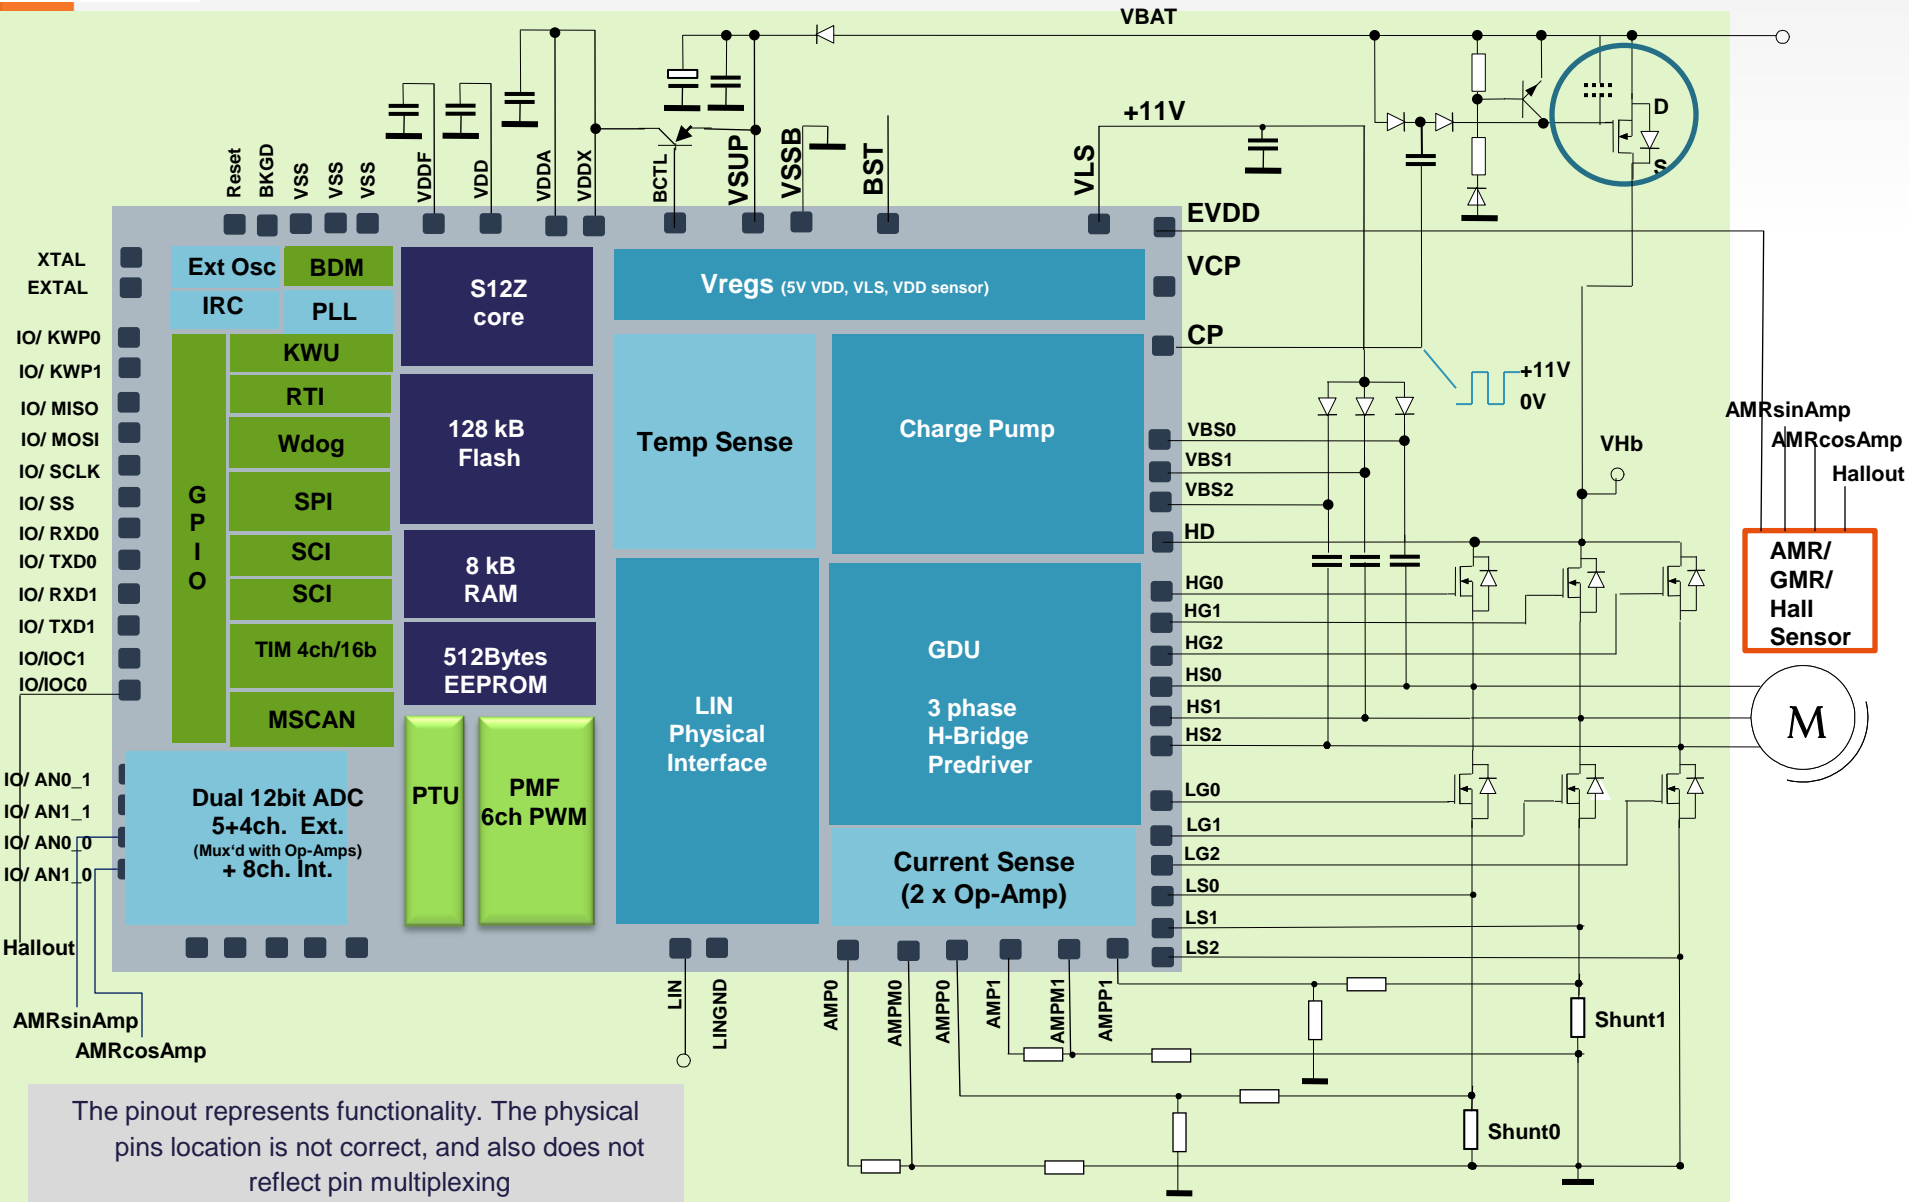 VBAT
+11V
D
S
Reset
BKGD
VSS
VSS
VSS
VDDF
VDD
VDDA
VDDX
BCTL
VSUP
VSSB
BST
VLS
EVDD
VCP
CP
+11V
0V
XTAL
EXTAL
IO/ KWP0
IO/ KWP1
IO/ MISO
IO/ MOSI
IO/ SCLK
IO/ SS
IO/ RXD0
IO/ TXD0
IO/ RXD1
IO/ TXD1
IO/IOC1
IO/IOC0
IO/ AN0_1
IO/ AN1_1
IO/ AN0_0
IO/ AN1_0
Hallout
AMRsinAmp
AMRcosAmp
Ext Osc
BDM
IRC
PLL
GPIO
KWU
RTI
Wdog
SPI
SCI
SCI
TIM 4ch/16b
MSCAN
S12Z
core
128 kB
Flash
8 kB
RAM
512Bytes
EEPROM
PTU
PMF
6ch PWM
Dual 12bit ADC
5+4ch. Ext.
(Mux‘d with Op-Amps)
+ 8ch. Int.
Vregs (5V VDD, VLS, VDD sensor)
Temp Sense
Charge Pump
LIN
Physical
Interface
GDU
3 phase
H-Bridge
Predriver
Current Sense
(2 x Op-Amp)
VBS0
VBS1
VBS2
HD
HG0
HG1
HG2
HS0
HS1
HS2
LG0
LG1
LG2
LS0
LS1
LS2
VHb
AMRsinAmp
AMRcosAmp
Hallout
AMR/
GMR/
Hall
Sensor
M
LIN
LINGND
AMP0
AMPM0
AMPP0
AMP1
AMPM1
AMPP1
Shunt1
Shunt0
The pinout represents functionality. The physical
pins location is not correct, and also does not
reflect pin multiplexing